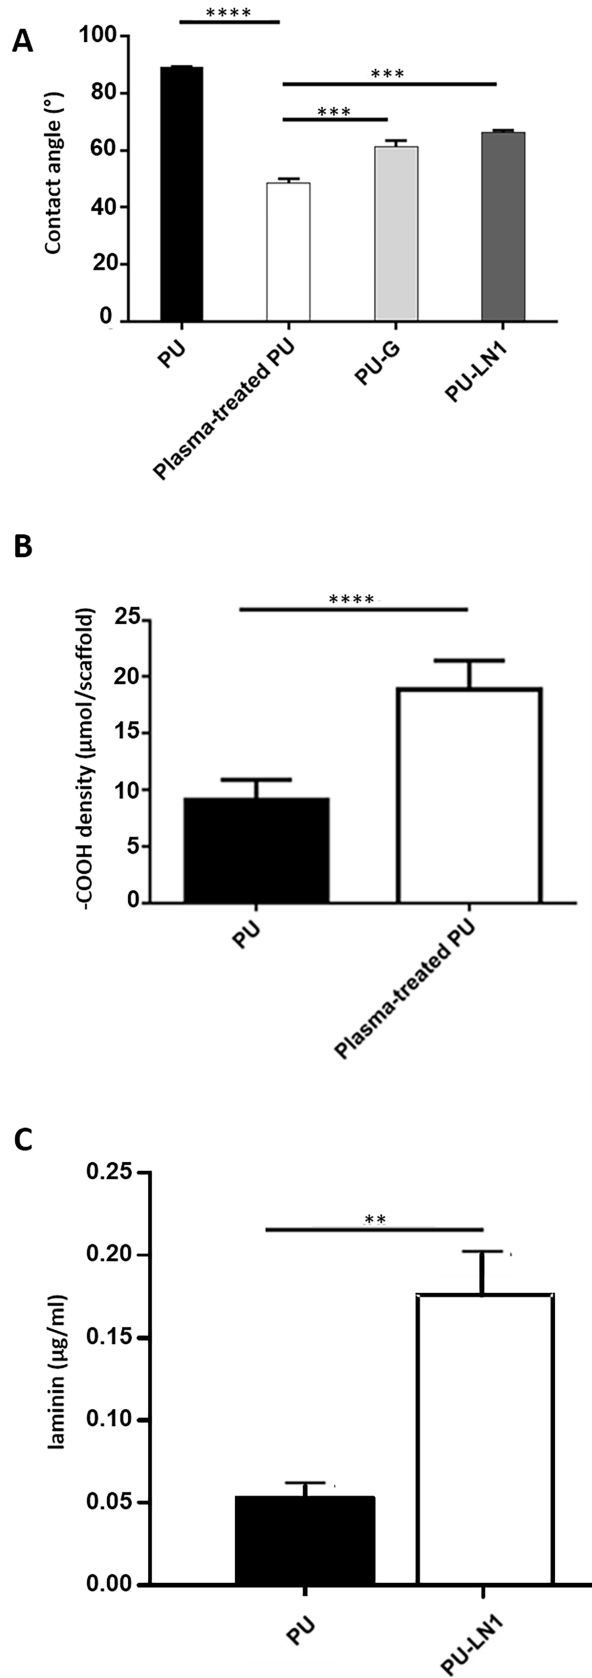 A
****
***
***
Contact angle (°)
100
80
60
40
20
0
PU
Plasma-treated PU
PU-G
PU-LN1
B
****
-COOH density (µmol/scaffold)
25
20
15
10
5
0
PU
Plasma-treated PU
C
**
laminin (µg/ml)
0.25
0.20
0.15
0.10
0.05
0.00
PU
PU-LN1